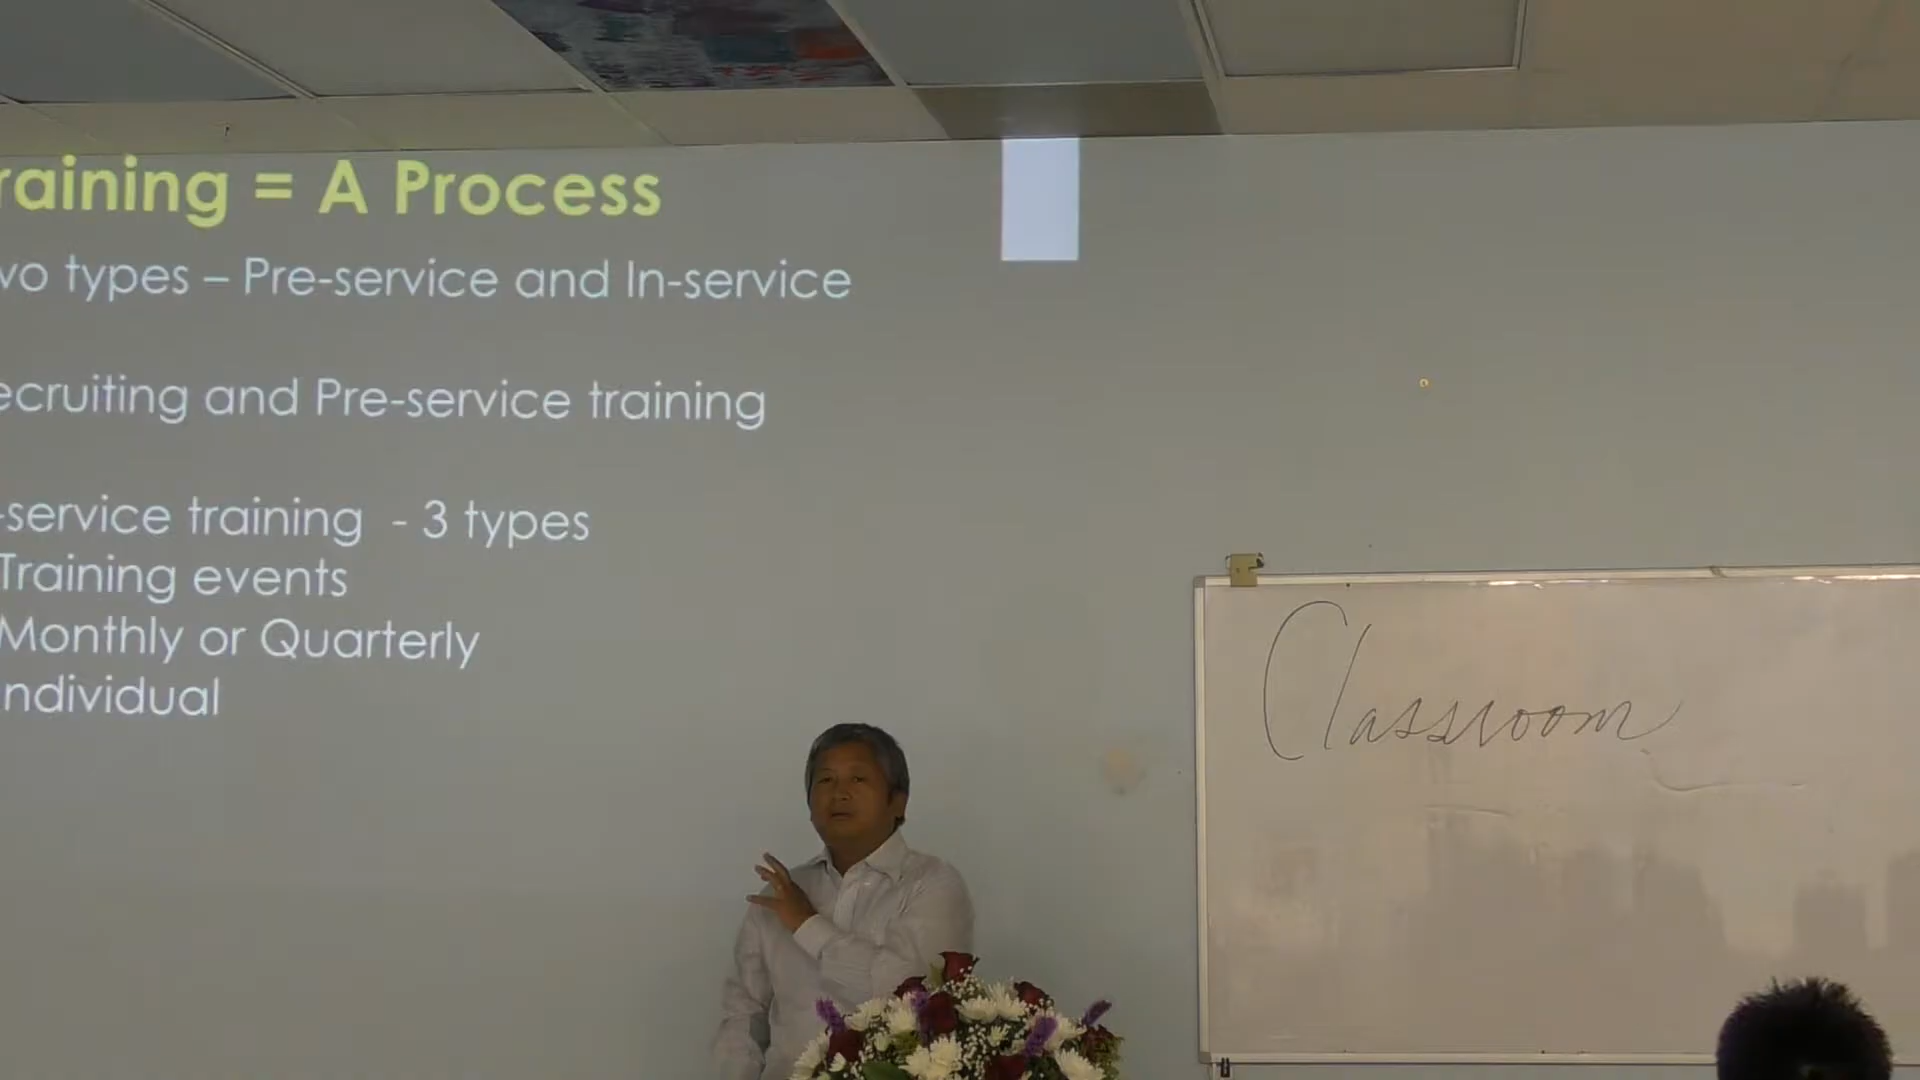 raining = A Process
wo types – Pre-service and In-service
ecruiting and Pre-service training
-service training - 3 types
Training events
Monthly or Quarterly
ndividual
Classroom